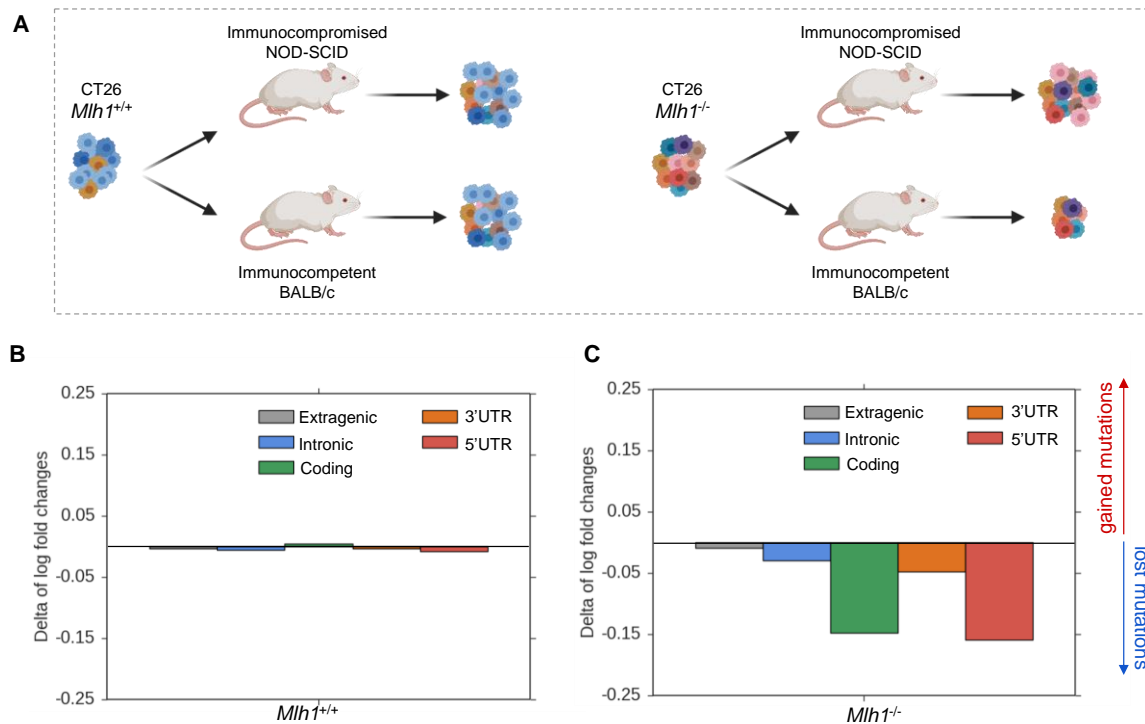 A
CT26
Mlh1+/+
Immunocompromised
NOD-SCID
Immunocompetent
BALB/c
CT26
Mlh1-/-
Immunocompromised
NOD-SCID
Immunocompetent
BALB/c
B
Delta of log fold changes
0.25
0.15
0.05
-0.05
-0.15
-0.25
Extragenic
Intronic
Coding
3'UTR
5'UTR
Mlh1+/+
C
Delta of log fold changes
0.25
0.15
0.05
-0.05
-0.15
-0.25
Extragenic
Intronic
Coding
3'UTR
5'UTR
Mlh1-/-
gained mutations
lost mutations